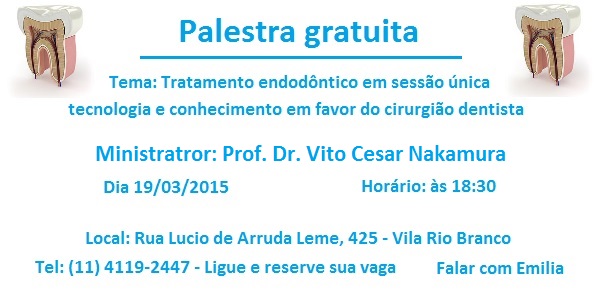 Palestra gratuita
Tema: Tratamento endodôntico em sessão única
tecnologia e conhecimento em favor do cirurgião dentista
Ministratror: Prof. Dr. Vito Cesar Nakamura
Dia 19/03/2015 Horário: às 18:30
Local: Rua Lucio de Arruda Leme, 425 - Vila Rio Branco
Tel: (11) 4119-2447 - Ligue e reserve sua vaga Falar com Emilia